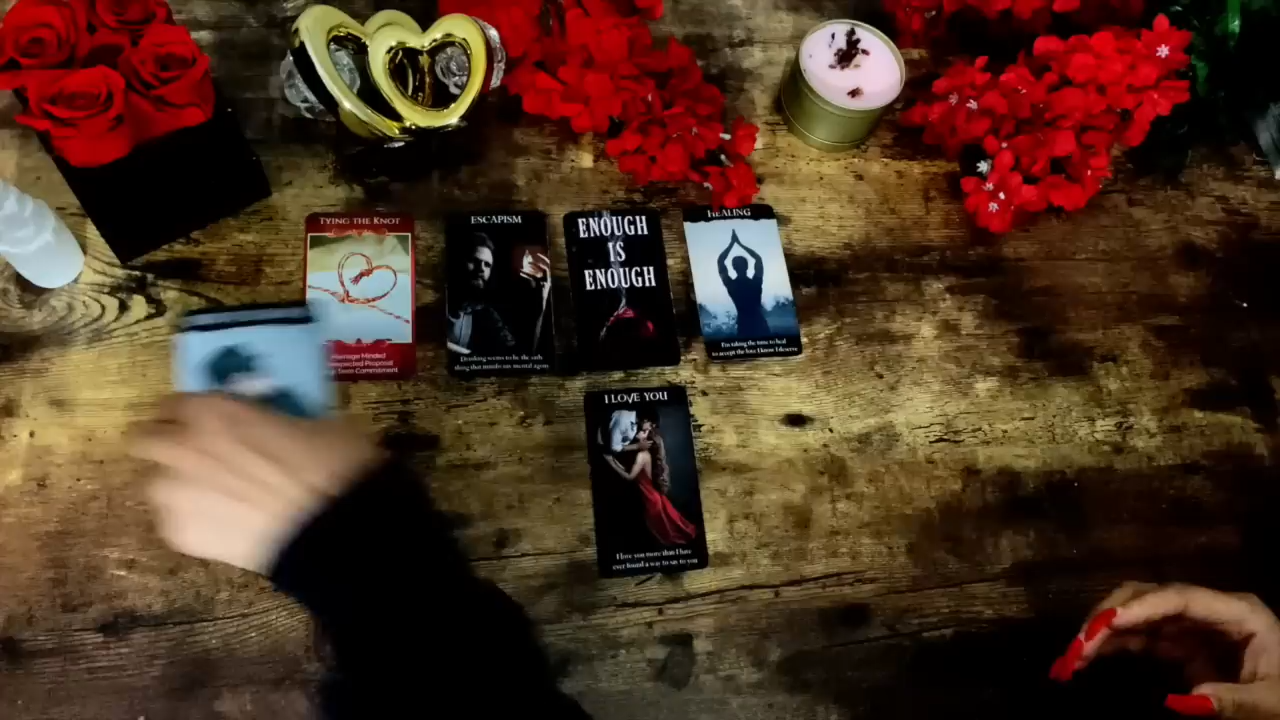 TYING THE KNOT
Marriage Minded
Unexpected Proposal
Term Commitment
ESCAPISM
Drinking seems to be the only
thing that numbs my mental agony
ENOUGH
IS
ENOUGH
HEALING
I'm taking the time to heal
to accept the love I know I deserve
I LOVE YOU
I love you more than I have
ever found a way to say to you